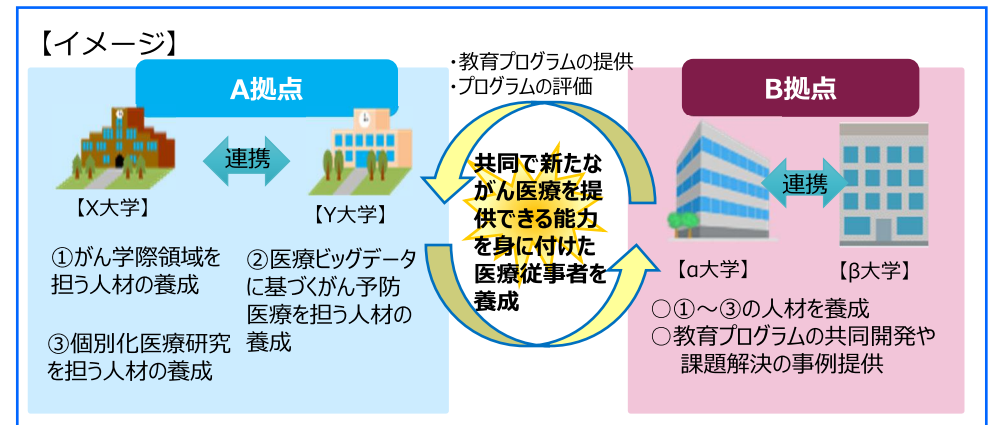 【イメージ】
A拠点
・教育プログラムの提供
・プログラムの評価
B拠点
連携
【X大学】
【Y大学】
①がん学際領域を
担う人材の養成
②医療ビッグデータ
に基づくがん予防
医療を担う人材の
養成
③個別化医療研究
を担う人材の養成
共同で新たな
がん医療を提
供できる能力
を身に付けた
医療従事者を
養成
連携
【α大学】
【β大学】
○①～③の人材を養成
○教育プログラムの共同開発や
課題解決の事例提供